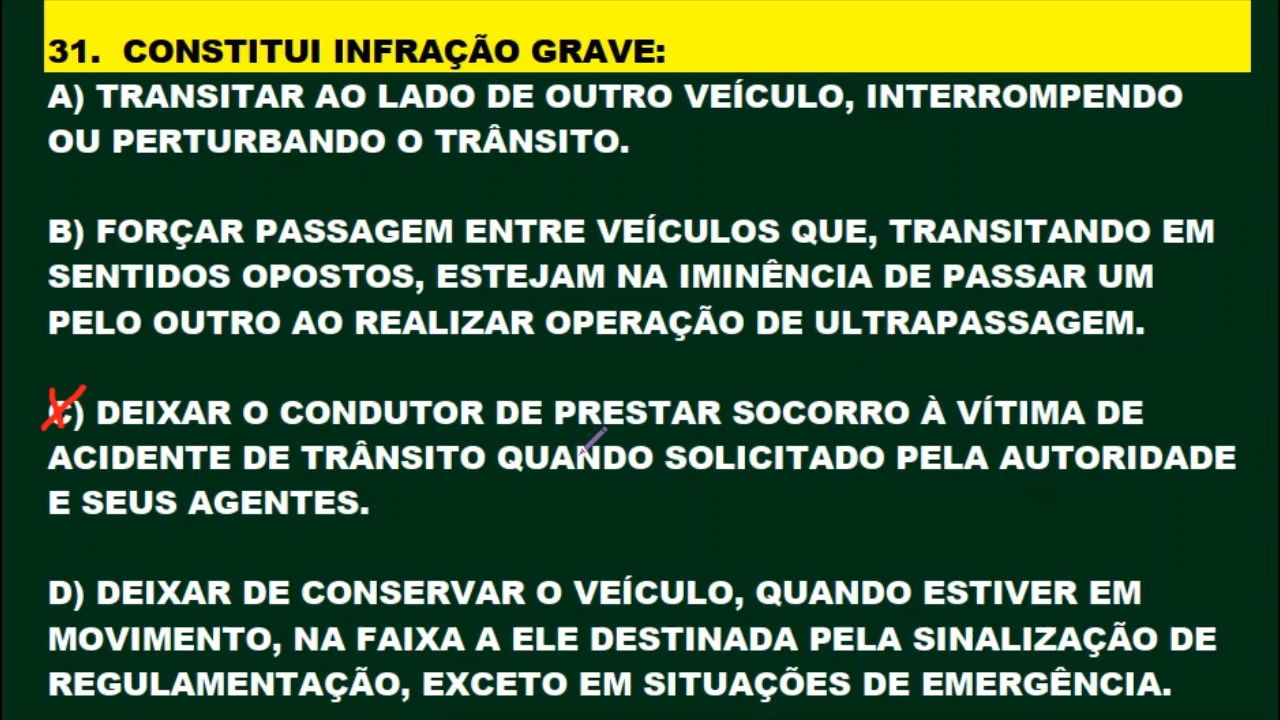 31. CONSTITUI INFRAÇÃO GRAVE:
A) TRANSITAR AO LADO DE OUTRO VEÍCULO, INTERROMPENDO
OU PERTURBANDO O TRÂNSITO.
B) FORÇAR PASSAGEM ENTRE VEÍCULOS QUE, TRANSITANDO EM
SENTIDOS OPOSTOS, ESTEJAM NA IMINÊNCIA DE PASSAR UM
PELO OUTRO AO REALIZAR OPERAÇÃO DE ULTRAPASSAGEM.
C) DEIXAR O CONDUTOR DE PRESTAR SOCORRO À VÍTIMA DE
ACIDENTE DE TRÂNSITO QUANDO SOLICITADO PELA AUTORIDADE
E SEUS AGENTES.
D) DEIXAR DE CONSERVAR O VEÍCULO, QUANDO ESTIVER EM
MOVIMENTO, NA FAIXA A ELE DESTINADA PELA SINALIZAÇÃO DE
REGULAMENTAÇÃO, EXCETO EM SITUAÇÕES DE EMERGÊNCIA.